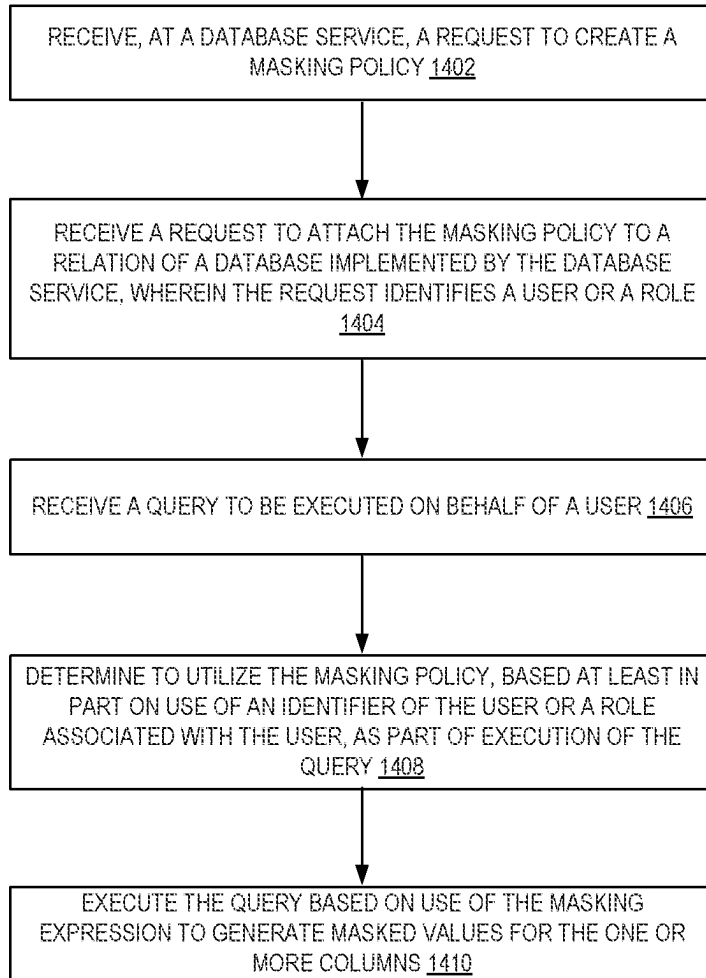 RECEIVE, AT A DATABASE SERVICE, A REQUEST TO CREATE A
MASKING POLICY 1402
RECEIVE A REQUEST TO ATTACH THE MASKING POLICY TO A
RELATION OF A DATABASE IMPLEMENTED BY THE DATABASE
SERVICE, WHEREIN THE REQUEST IDENTIFIES A USER OR A ROLE
1404
RECEIVE A QUERY TO BE EXECUTED ON BEHALF OF A USER 1406
DETERMINE TO UTILIZE THE MASKING POLICY, BASED AT LEAST IN
PART ON USE OF AN IDENTIFIER OF THE USER OR A ROLE
ASSOCIATED WITH THE USER, AS PART OF EXECUTION OF THE
QUERY 1408
EXECUTE THE QUERY BASED ON USE OF THE MASKING
EXPRESSION TO GENERATE MASKED VALUES FOR THE ONE OR
MORE COLUMNS 1410